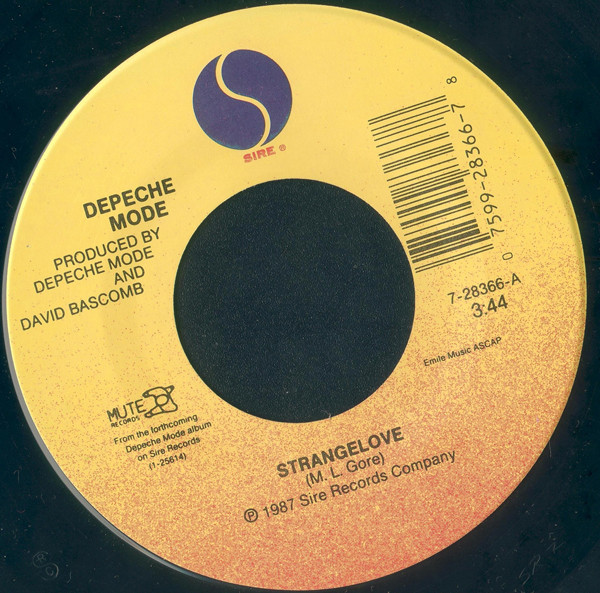 SIRE ®
DEPECHE
MODE
PRODUCED BY
DEPECHE MODE
AND
DAVID BASCOMB
0 7599-28366-7 8
7-28366-A
3:44
Emile Music ASCAP
MUTE
RECORDS
From the forthcoming
Depeche Mode album
on Sire Records
(1-25614)
STRANGELOVE
(M. L. Gore)
℗ 1987 Sire Records Company